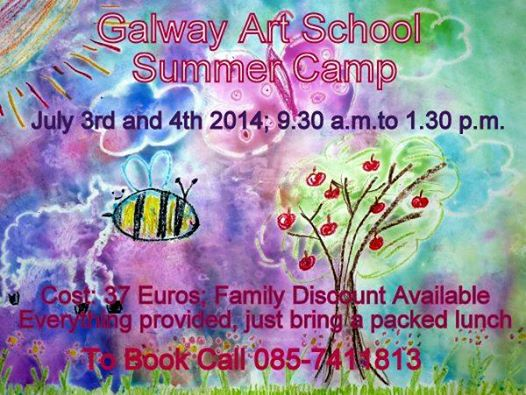 Galway Art School
Summer Camp
July 3rd and 4th 2014; 9.30 a.m.to 1.30 p.m.
Cost: 37 Euros; Family Discount Available
Everything provided, just bring a packed lunch
To Book Call 085-7411813